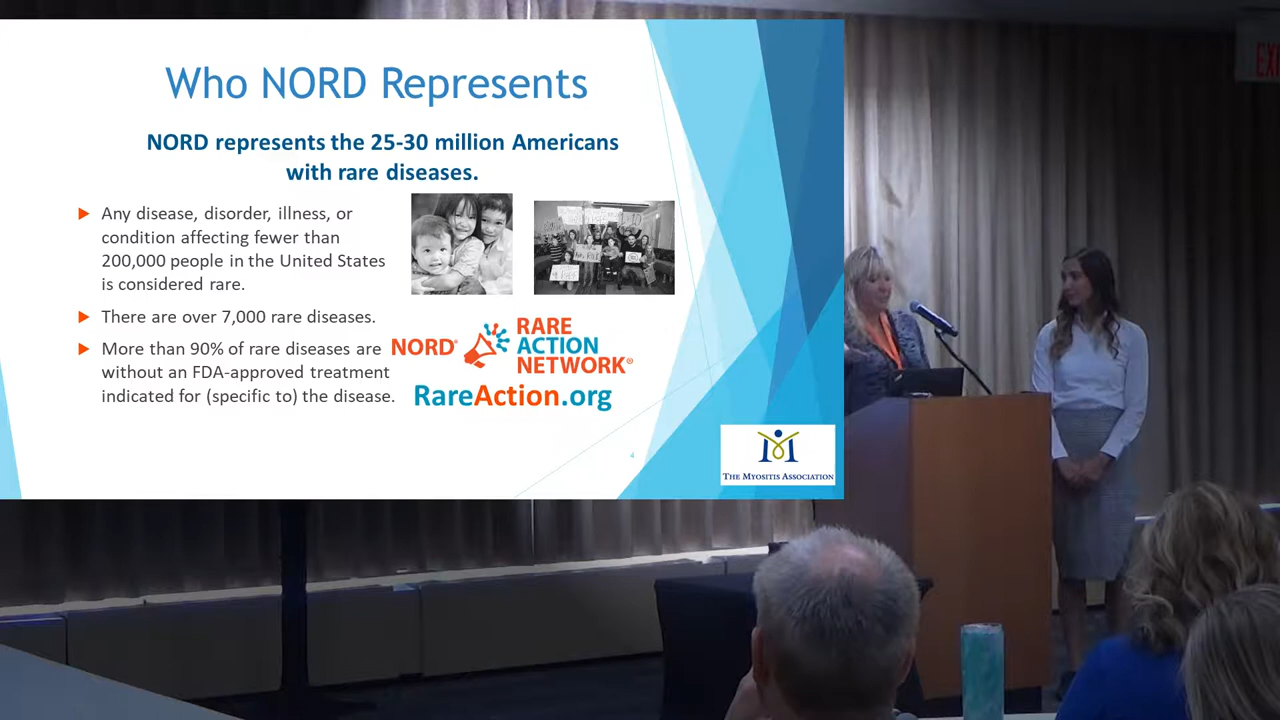 Who NORD Represents
NORD represents the 25-30 million Americans
with rare diseases.
Any disease, disorder, illness, or
condition affecting fewer than
200,000 people in the United States
is considered rare.
There are over 7,000 rare diseases.
More than 90% of rare diseases are
without an FDA-approved treatment
indicated for (specific to) the disease.
NORD®
RARE
ACTION
NETWORK®
RareAction.org
4
THE MYOSITIS ASSOCIATION